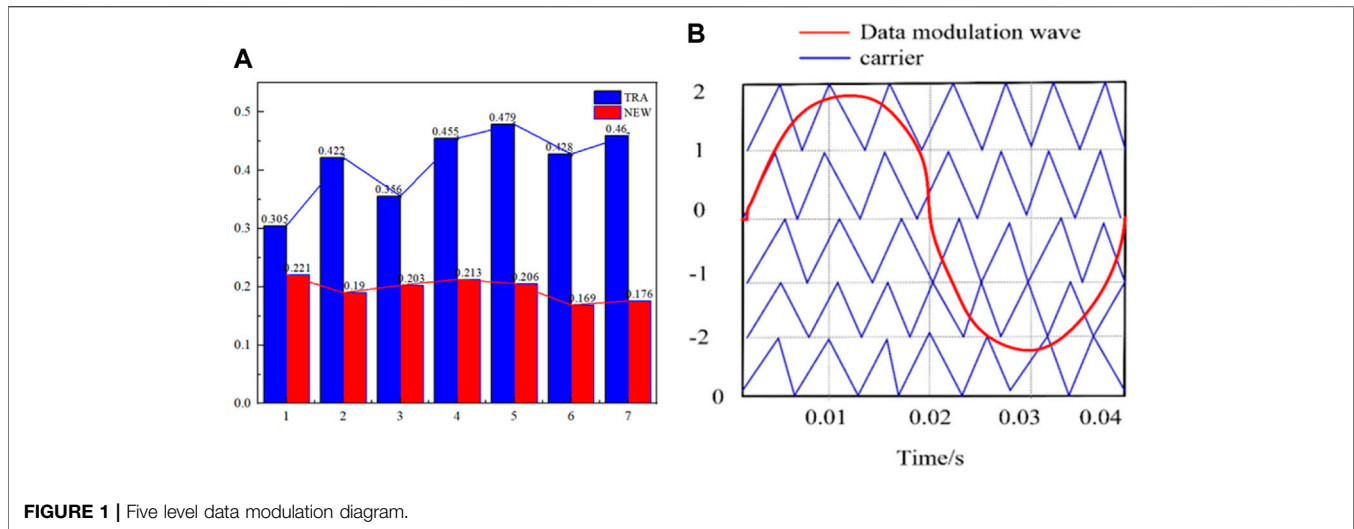 A
TRA
NEW
0.5
0.4
0.3
0.2
0.1
0.0
0.305
0.422
0.356
0.455
0.479
0.428
0.46
0.221
0.19
0.203
0.213
0.206
0.169
0.176
1 2 3 4 5 6 7
B
Data modulation wave
carrier
2
1
0
-1
-2
0
0.01 0.02 0.03 0.04
Time/s
FIGURE 1 | Five level data modulation diagram.